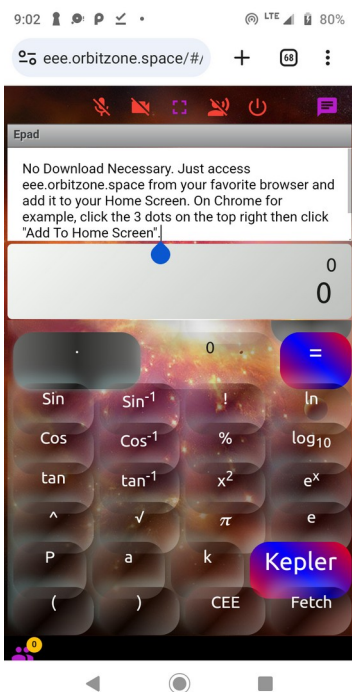 9:02 LTE 80%
eee.orbitzone.space/#/ 68
Epad
No Download Necessary. Just access
eee.orbitzone.space from your favorite browser and
add it to your Home Screen. On Chrome for
example, click the 3 dots on the top right then click
"Add To Home Screen".
0
0
. 0 =
Sin Sin-1 ! ln
Cos Cos-1 % log10
tan tan-1 x2 ex
^ √ π e
P a k Kepler
( ) CEE Fetch
0